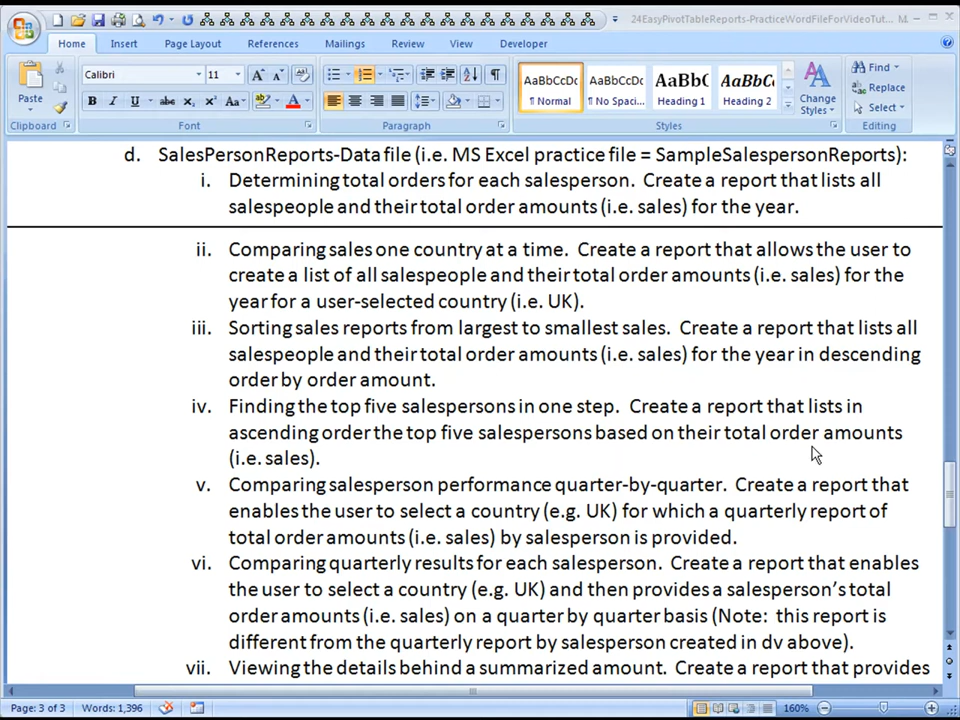 24EasyPivotTableReports-PracticeWordFileForVideoTut... M...
Home Insert Page Layout References Mailings Review View Developer
Paste
Calibri 11
B I U abc X₂ X² Aa
AaBbCcDc AaBbCcDc AaBbC AaBbCc
¶ Normal ¶ No Spaci... Heading 1 Heading 2
Change Styles
Find
Replace
Select
Clipboard Font Paragraph Styles Editing
d. SalesPersonReports-Data file (i.e. MS Excel practice file = SampleSalespersonReports):
i. Determining total orders for each salesperson. Create a report that lists all
salespeople and their total order amounts (i.e. sales) for the year.
ii. Comparing sales one country at a time. Create a report that allows the user to
create a list of all salespeople and their total order amounts (i.e. sales) for the
year for a user-selected country (i.e. UK).
iii. Sorting sales reports from largest to smallest sales. Create a report that lists all
salespeople and their total order amounts (i.e. sales) for the year in descending
order by order amount.
iv. Finding the top five salespersons in one step. Create a report that lists in
ascending order the top five salespersons based on their total order amounts
(i.e. sales).
v. Comparing salesperson performance quarter-by-quarter. Create a report that
enables the user to select a country (e.g. UK) for which a quarterly report of
total order amounts (i.e. sales) by salesperson is provided.
vi. Comparing quarterly results for each salesperson. Create a report that enables
the user to select a country (e.g. UK) and then provides a salesperson's total
order amounts (i.e. sales) on a quarter by quarter basis (Note: this report is
different from the quarterly report by salesperson created in dv above).
vii. Viewing the details behind a summarized amount. Create a report that provides
Page: 3 of 3 Words: 1,396 160%